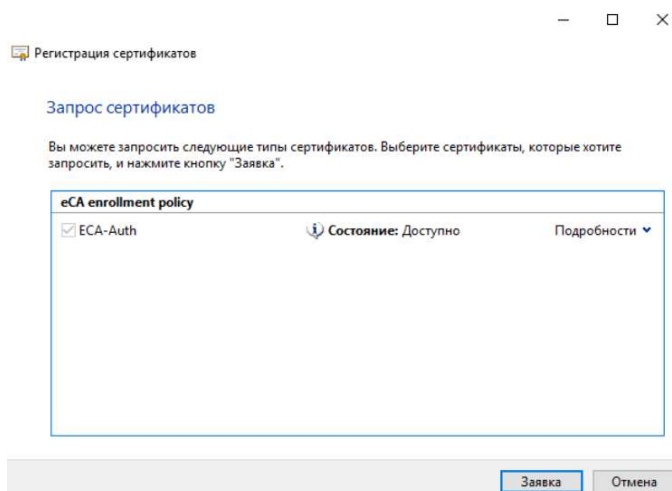 Регистрация сертификатов
Запрос сертификатов
Вы можете запросить следующие типы сертификатов. Выберите сертификаты, которые хотите
запросить, и нажмите кнопку "Заявка".
eCA enrollment policy
ECA-Auth Состояние: Доступно Подробности
Заявка Отмена